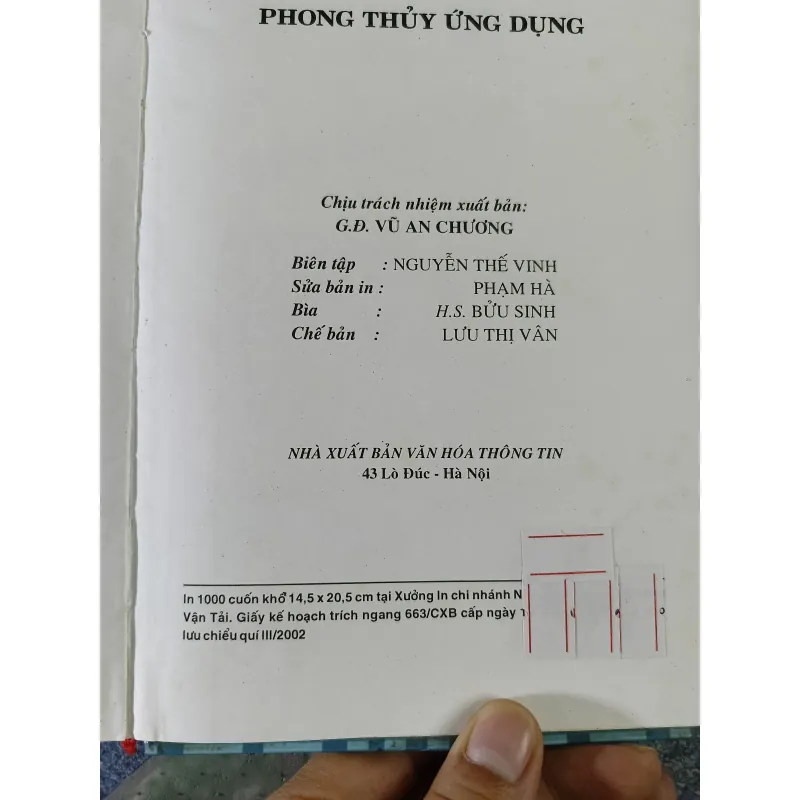 PHONG THỦY ỨNG DỤNG
Chịu trách nhiệm xuất bản:
G.Đ. VŨ AN CHƯƠNG
Biên tập : NGUYỄN THẾ VINH
Sửa bản in : PHẠM HÀ
Bìa : H.S. BỬU SINH
Chế bản : LƯU THỊ VÂN
NHÀ XUẤT BẢN VĂN HÓA THÔNG TIN
43 Lò Đúc - Hà Nội
In 1000 cuốn khổ 14,5 x 20,5 cm tại Xưởng In chi nhánh N
Vận Tải. Giấy kế hoạch trích ngang 663/CXB cấp ngày
lưu chiểu quí III/2002